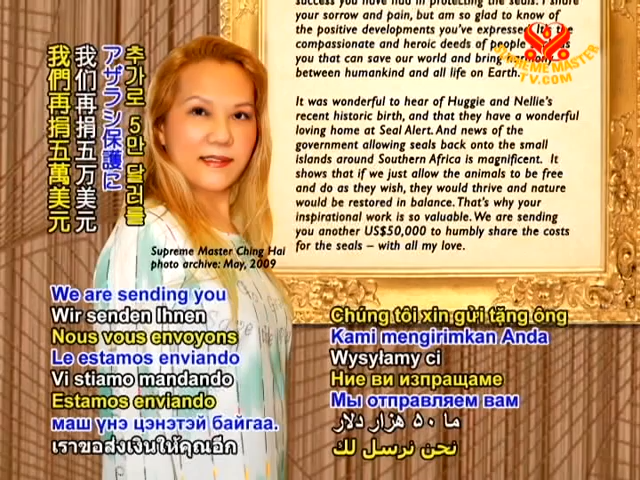 success you have had in protecting the seals. I share
your sorrow and pain, but am so glad to know of
the positive developments you've expressed. It's the
compassionate and heroic deeds of people
you that can save our world and bring harmony
between humankind and all life on Earth.
It was wonderful to hear of Huggie and Nellie's
recent historic birth, and that they have a wonderful
loving home at Seal Alert. And news of the
government allowing seals back onto the small
islands around Southern Africa is magnificent. It
shows that if we just allow the animals to be free
and do as they wish, they would thrive and nature
would be restored in balance. That's why your
inspirational work is so valuable. We are sending
you another US$50,000 to humbly share the costs
for the seals – with all my love.
SUPREME MASTER
TV.COM
추가로 5만 달러를
アザラシ保護に
我们再捐五万美元
我們再捐五萬美元
Supreme Master Ching Hai
photo archive: May, 2009
We are sending you
Wir senden Ihnen
Nous vous envoyons
Le estamos enviando
Vi stiamo mandando
Estamos enviando
маш үнэ цэнэтэй байгаа.
เราขอส่งเงินให้คุณอีก
Chúng tôi xin gửi tặng ông
Kami mengirimkan Anda
Wysyłamy ci
Ние ви изпращаме
Мы отправляем вам
ما ۵۰ هزار دلار
نحن نرسل لك